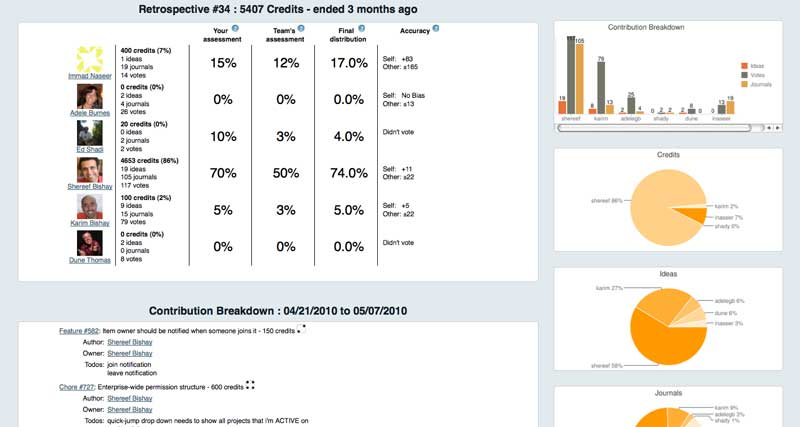 Retrospective #34 : 5407 Credits - ended 3 months ago
Your assessment
Team's assessment
Final distribution
Accuracy
Immad Naseer
400 credits (7%)
1 ideas
19 journals
14 votes
15%
12%
17.0%
Self: +83
Other: ±165
Adele Burnes
0 credits (0%)
2 ideas
4 journals
26 votes
0%
0%
0.0%
Self: No Bias
Other: ±13
Ed Shadi
20 credits (0%)
0 ideas
2 journals
2 votes
10%
3%
4.0%
Didn't vote
Shereef Bishay
4653 credits (86%)
19 ideas
105 journals
117 votes
70%
50%
74.0%
Self: +11
Other: ±22
Karim Bishay
100 credits (2%)
9 ideas
15 journals
79 votes
5%
3%
5.0%
Self: +5
Other: ±22
Dune Thomas
0 credits (0%)
2 ideas
0 journals
8 votes
0%
0%
0.0%
Didn't vote
Contribution Breakdown : 04/21/2010 to 05/07/2010
Feature #582: Item owner should be notified when someone joins it - 150 credits
Author: Shereef Bishay
Owner: Shereef Bishay
Todos: join notification
leave notification
Chore #727: Enterprise-wide permission structure - 600 credits
Author: Shereef Bishay
Owner: Shereef Bishay
Todos: quick-jump drop down needs to show all projects that i'm ACTIVE on
Contribution Breakdown
19 105
8 76 13
4 25 4
0 2 2
2 8 0
0 13 19
shereef karim adelegb shady dune inaseer
Ideas
Votes
Journals
Credits
shereef 86%
karim 2%
inaseer 7%
shady 0%
Ideas
karim 27%
adelegb 6%
dune 6%
inaseer 3%
shereef 58%
Journals
karim 9%
adelegb 3%
shady 1%